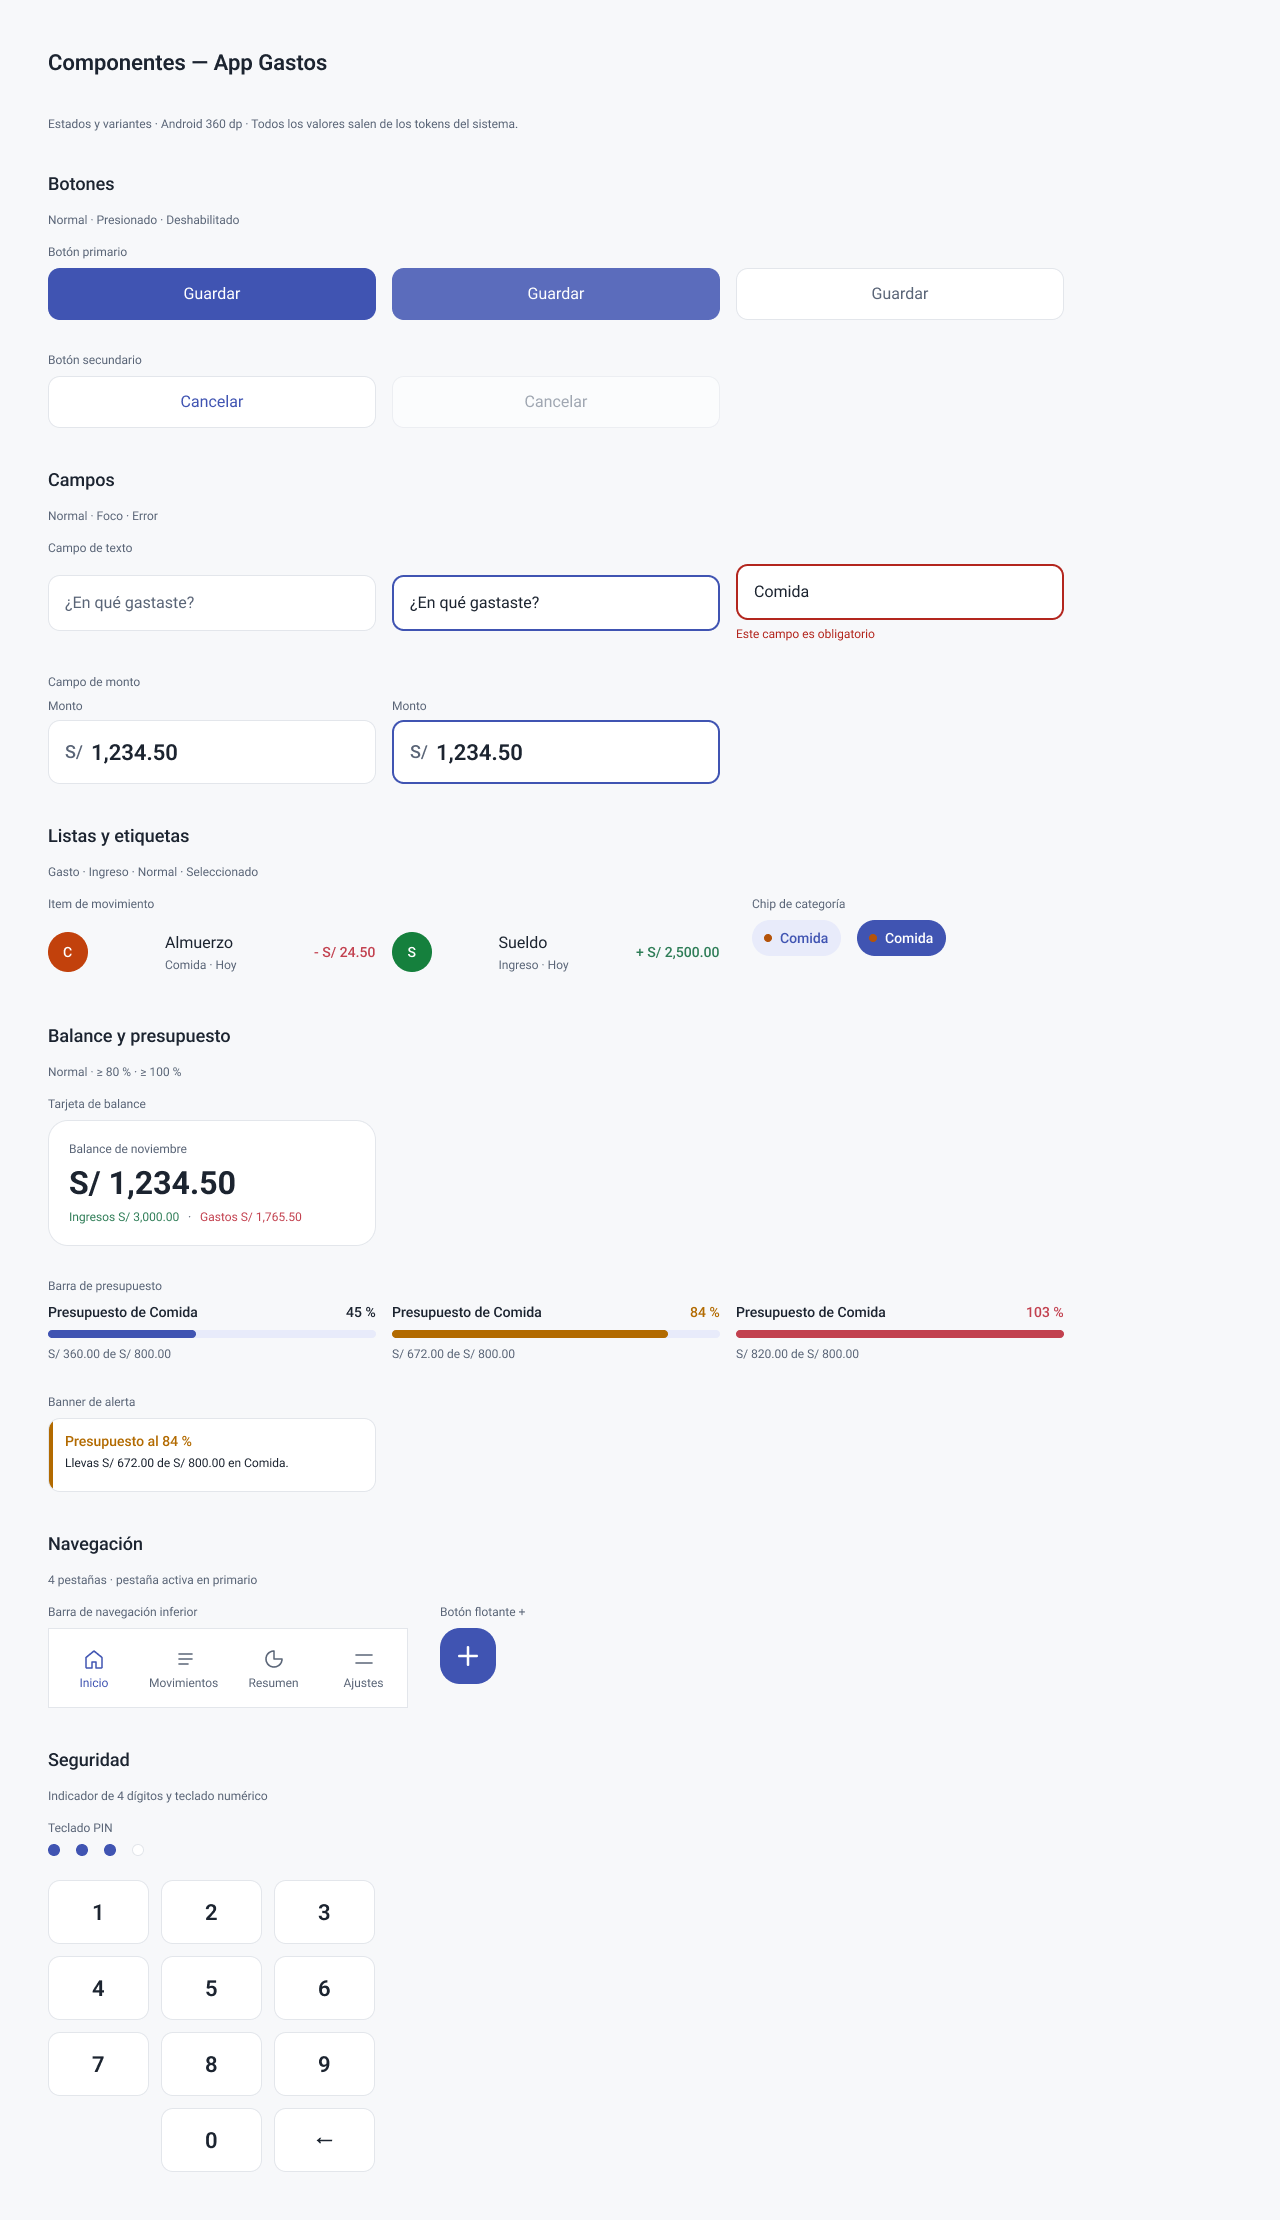 Componentes — App Gastos
Estados y variantes · Android 360 dp · Todos los valores salen de los tokens del sistema.
Botones
Normal · Presionado · Deshabilitado
Botón primario
Guardar Guardar Guardar
Botón secundario
Cancelar Cancelar
Campos
Normal · Foco · Error
Campo de texto
¿En qué gastaste? ¿En qué gastaste? Comida
Este campo es obligatorio
Campo de monto
Monto Monto
S/ 1,234.50 S/ 1,234.50
Listas y etiquetas
Gasto · Ingreso · Normal · Seleccionado
Item de movimiento Chip de categoría
C Almuerzo - S/ 24.50 S Sueldo + S/ 2,500.00 Comida Comida
Comida · Hoy Ingreso · Hoy
Balance y presupuesto
Normal · ≥ 80 % · ≥ 100 %
Tarjeta de balance
Balance de noviembre
S/ 1,234.50
Ingresos S/ 3,000.00 · Gastos S/ 1,765.50
Barra de presupuesto
Presupuesto de Comida 45 % Presupuesto de Comida 84 % Presupuesto de Comida 103 %
S/ 360.00 de S/ 800.00 S/ 672.00 de S/ 800.00 S/ 820.00 de S/ 800.00
Banner de alerta
Presupuesto al 84 %
Llevas S/ 672.00 de S/ 800.00 en Comida.
Navegación
4 pestañas · pestaña activa en primario
Barra de navegación inferior Botón flotante +
Inicio Movimientos Resumen Ajustes
Seguridad
Indicador de 4 dígitos y teclado numérico
Teclado PIN
1 2 3
4 5 6
7 8 9
0 ←